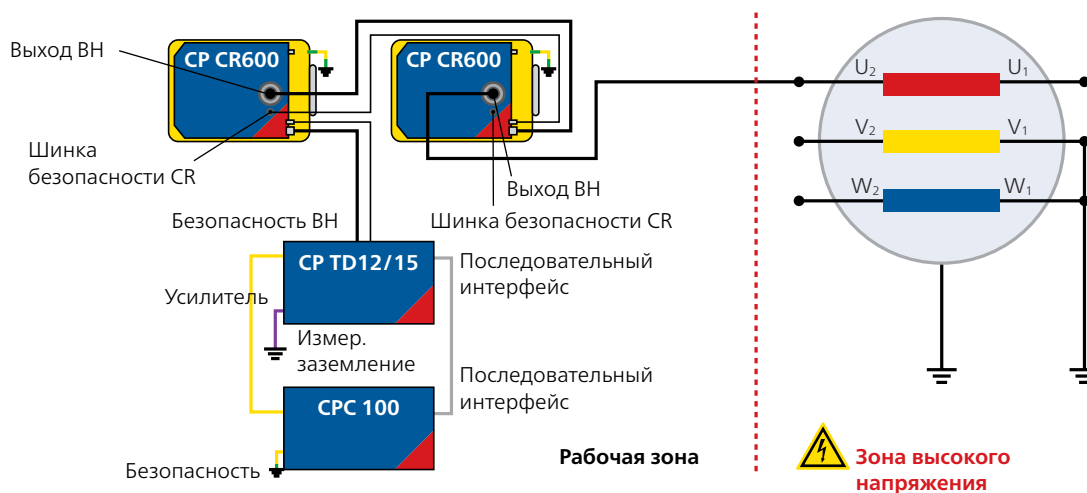 Выход ВН
CP CR600
CP CR600
Шинка
безопасности CR
Выход ВН
Шинка безопасности CR
Безопасность ВН
CP TD12/15
Последовательный
интерфейс
Усилитель
Измер.
заземление
Последовательный
интерфейс
CPC 100
Безопасность
Рабочая зона
U₂
U₁
V₂
V₁
W₂
W₁
Зона высокого
напряжения